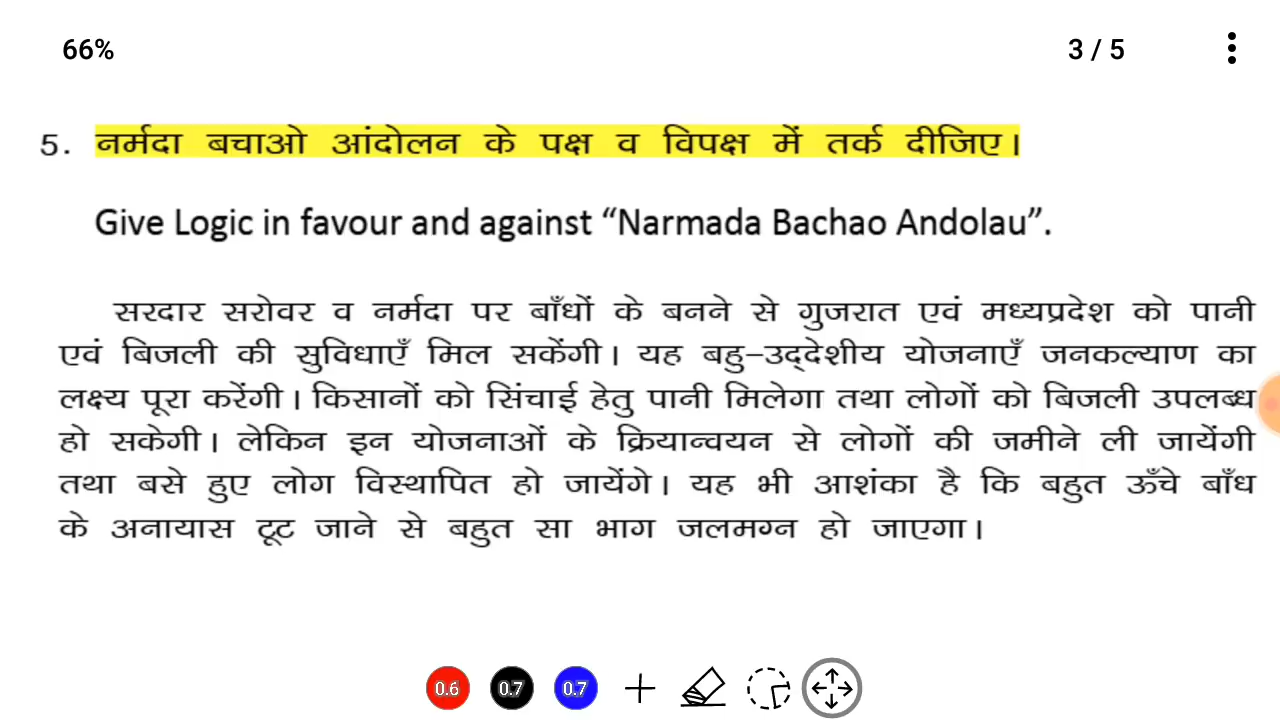 66%
3 / 5
5. नर्मदा बचाओ आंदोलन के पक्ष व विपक्ष में तर्क दीजिए।
Give Logic in favour and against “Narmada Bachao Andolau”.
सरदार सरोवर व नर्मदा पर बाँधों के बनने से गुजरात एवं मध्यप्रदेश को पानी
एवं बिजली की सुविधाएँ मिल सकेंगी। यह बहु–उद्देशीय योजनाएँ जनकल्याण का
लक्ष्य पूरा करेंगी। किसानों को सिंचाई हेतु पानी मिलेगा तथा लोगों को बिजली उपलब्ध
हो सकेगी। लेकिन इन योजनाओं के क्रियान्वयन से लोगों की जमीने ली जायेंगी
तथा बसे हुए लोग विस्थापित हो जायेंगे। यह भी आशंका है कि बहुत ऊँचे बाँध
के अनायास टूट जाने से बहुत सा भाग जलमग्न हो जाएगा।
0.6 0.7 0.7